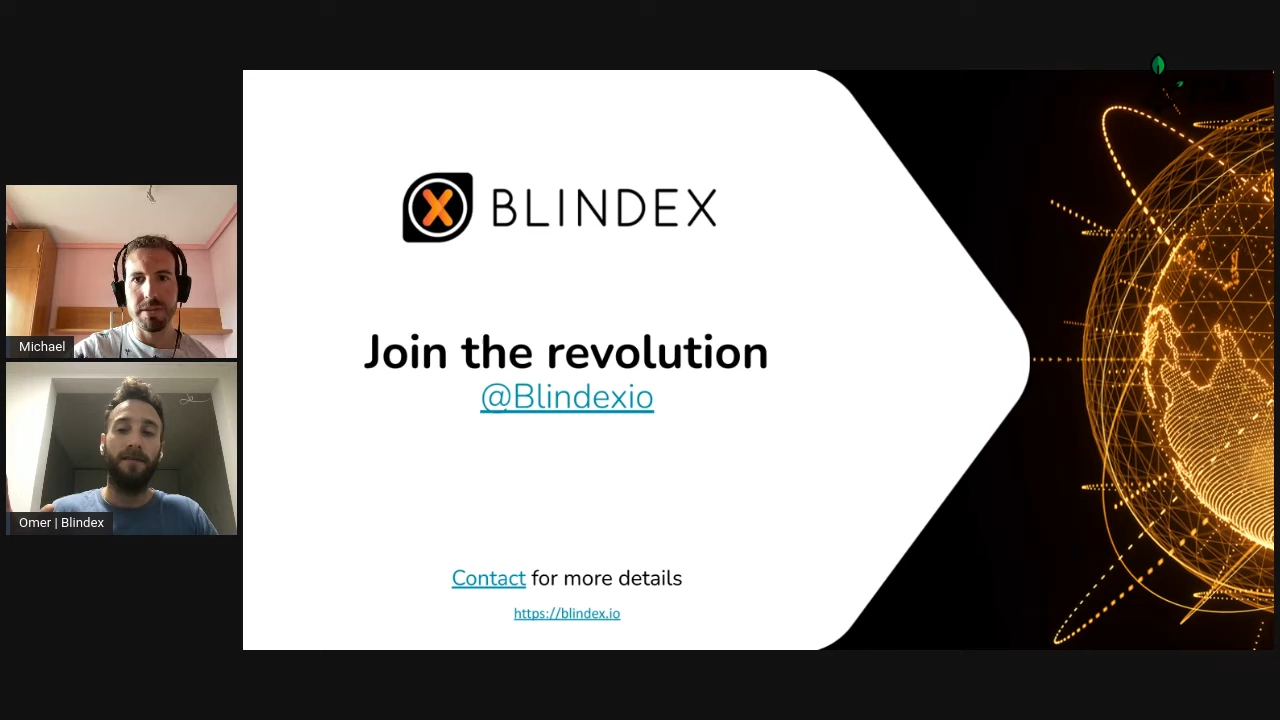 BLINDEX
Join the revolution
@Blindexio
Contact for more details
https://blindex.io
Michael
Omer | Blindex